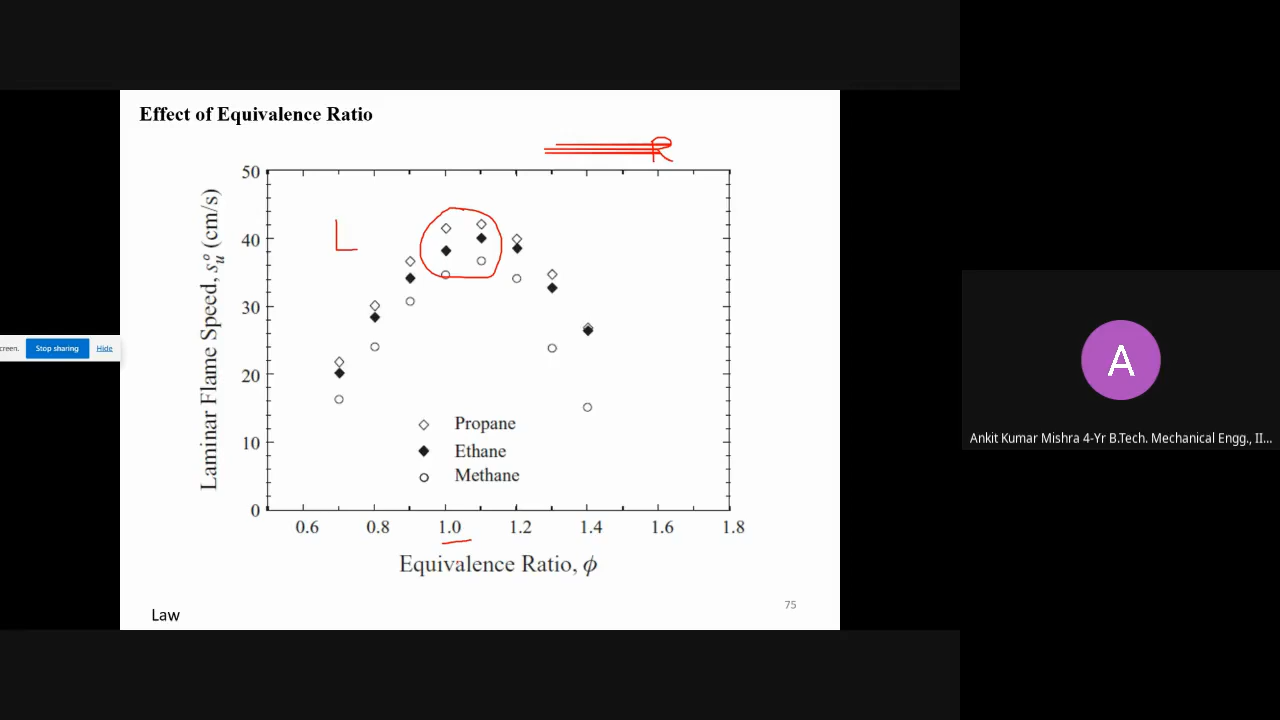 Effect of Equivalence Ratio
R
50
40
30
20
10
0
L
Laminar Flame Speed, s°ᵤ (cm/s)
Propane
Ethane
Methane
0.6 0.8 1.0 1.2 1.4 1.6 1.8
Equivalence Ratio, ϕ
Law
75
creen. Stop sharing Hide
A
Ankit Kumar Mishra 4-Yr B.Tech. Mechanical Engg., II...